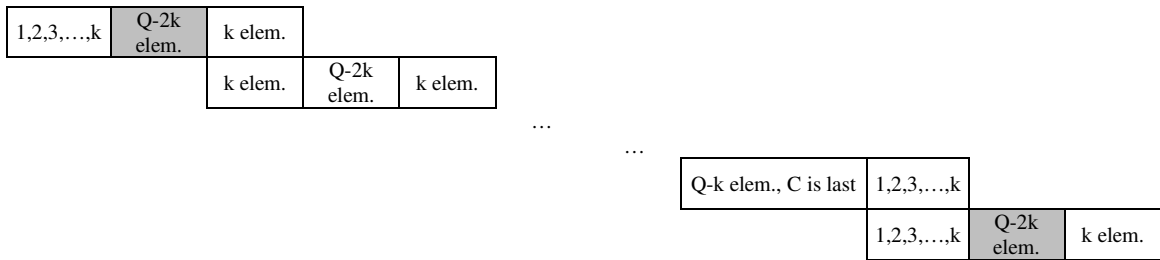 1,2,3,…,k Q-2k elem. k elem.
k elem. Q-2k elem. k elem.
…
…
Q-k elem., C is last 1,2,3,…,k
1,2,3,…,k Q-2k elem. k elem.